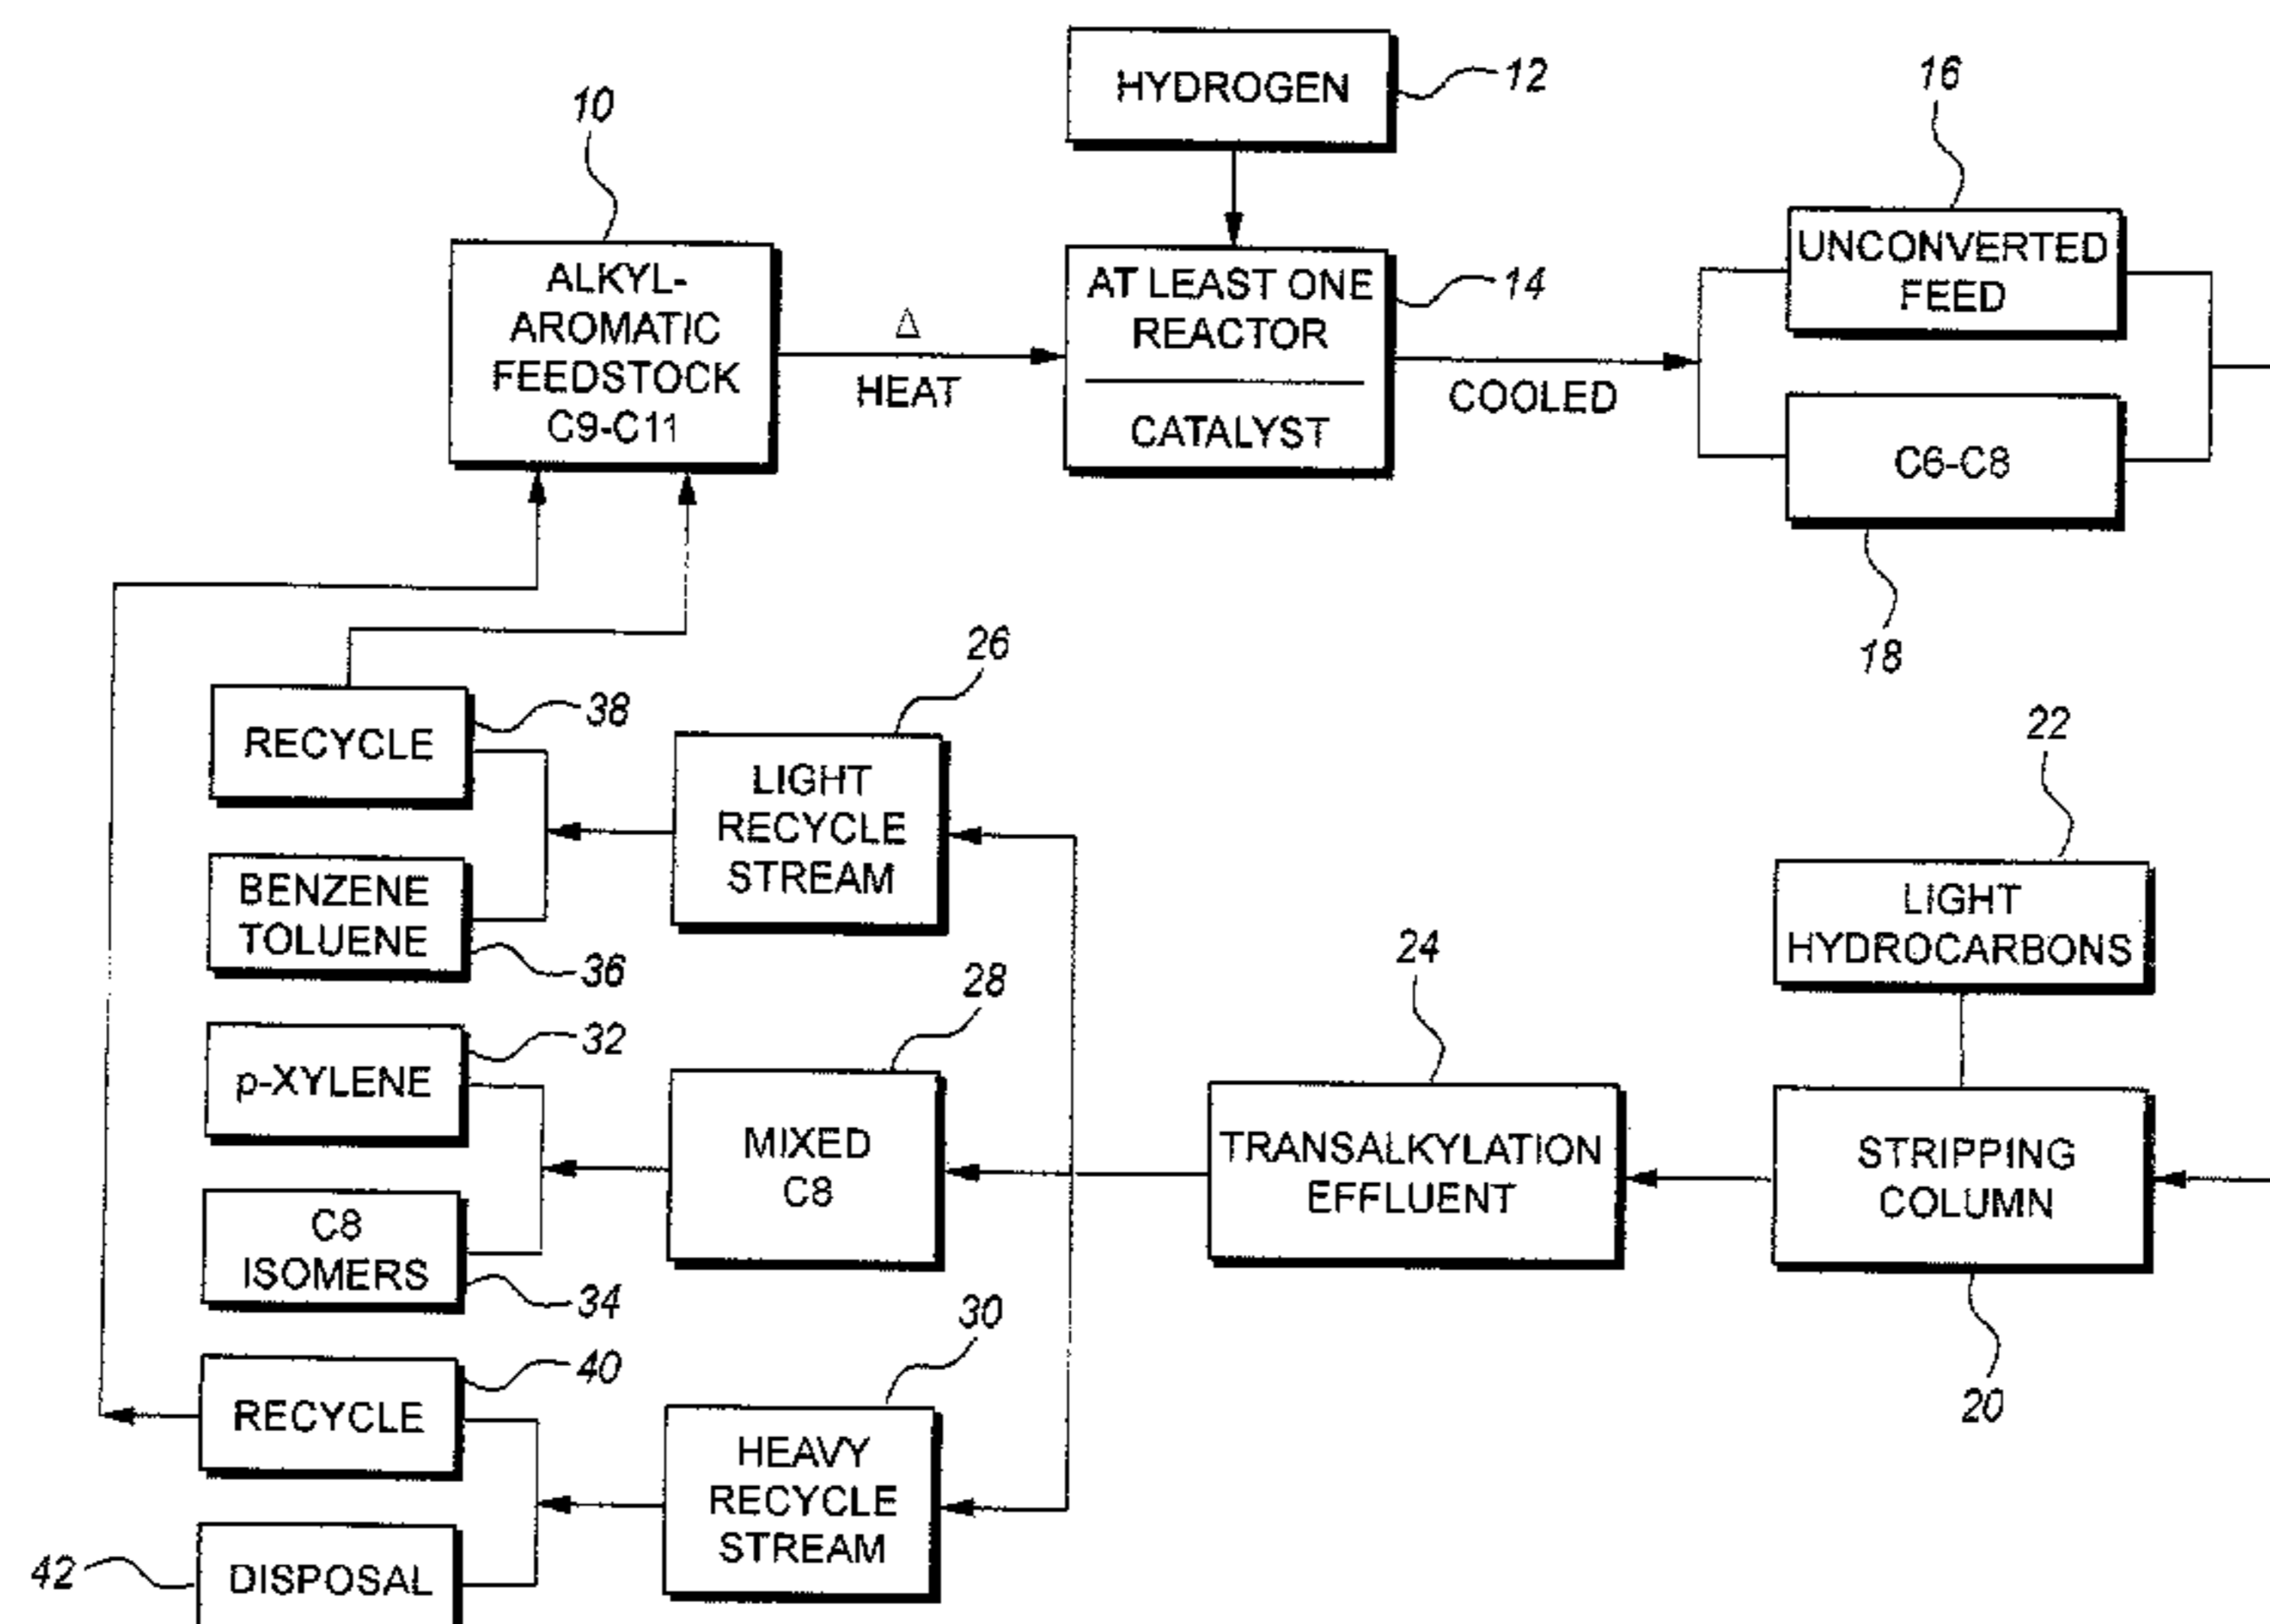 HYDROGEN
12
16
10
ALKYL-
AROMATIC
FEEDSTOCK
C9-C11
Δ
HEAT
AT LEAST ONE
REACTOR
CATALYST
14
COOLED
UNCONVERTED
FEED
C6-C8
18
26
38
RECYCLE
LIGHT
RECYCLE
STREAM
22
BENZENE
TOLUENE
36
LIGHT
HYDROCARBONS
24
28
32
p-XYLENE
MIXED
C8
TRANSALKYLATION
EFFLUENT
STRIPPING
COLUMN
C8
ISOMERS
34
30
40
RECYCLE
20
HEAVY
RECYCLE
STREAM
42
DISPOSAL